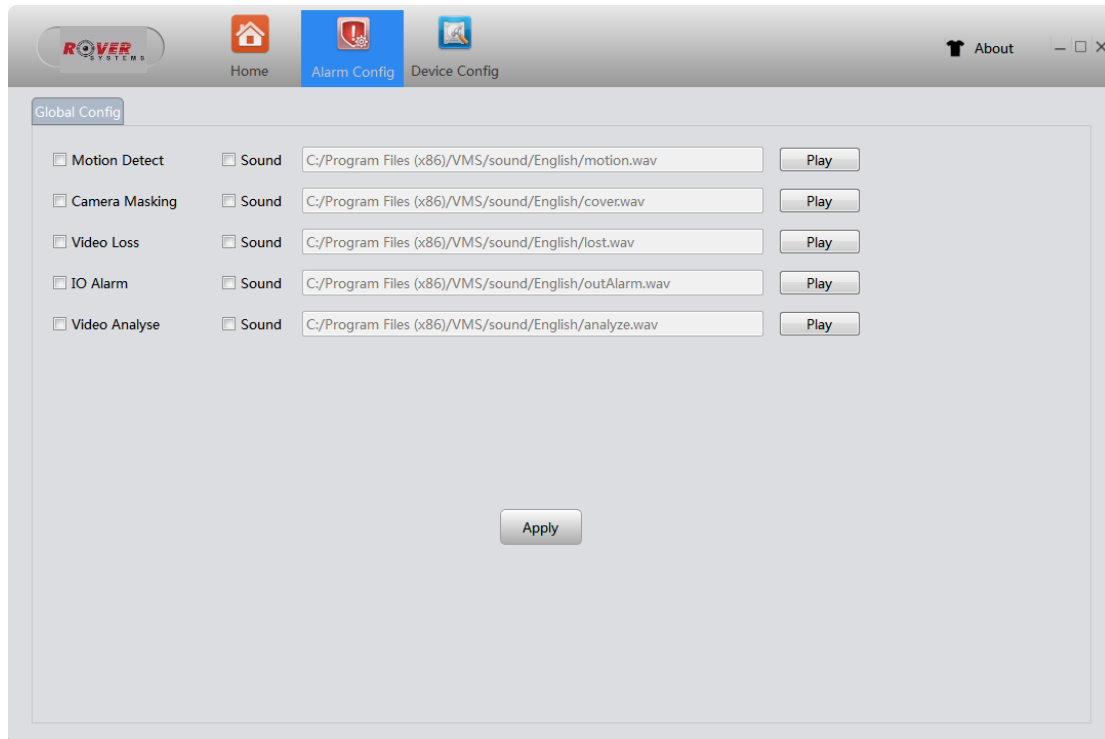 ROVER
SYSTEMS
Home
Alarm Config
Device Config
About
Global Config
Motion Detect Sound C:/Program Files (x86)/VMS/sound/English/motion.wav Play
Camera Masking Sound C:/Program Files (x86)/VMS/sound/English/cover.wav Play
Video Loss Sound C:/Program Files (x86)/VMS/sound/English/lost.wav Play
IO Alarm Sound C:/Program Files (x86)/VMS/sound/English/outAlarm.wav Play
Video Analyse Sound C:/Program Files (x86)/VMS/sound/English/analyze.wav Play
Apply